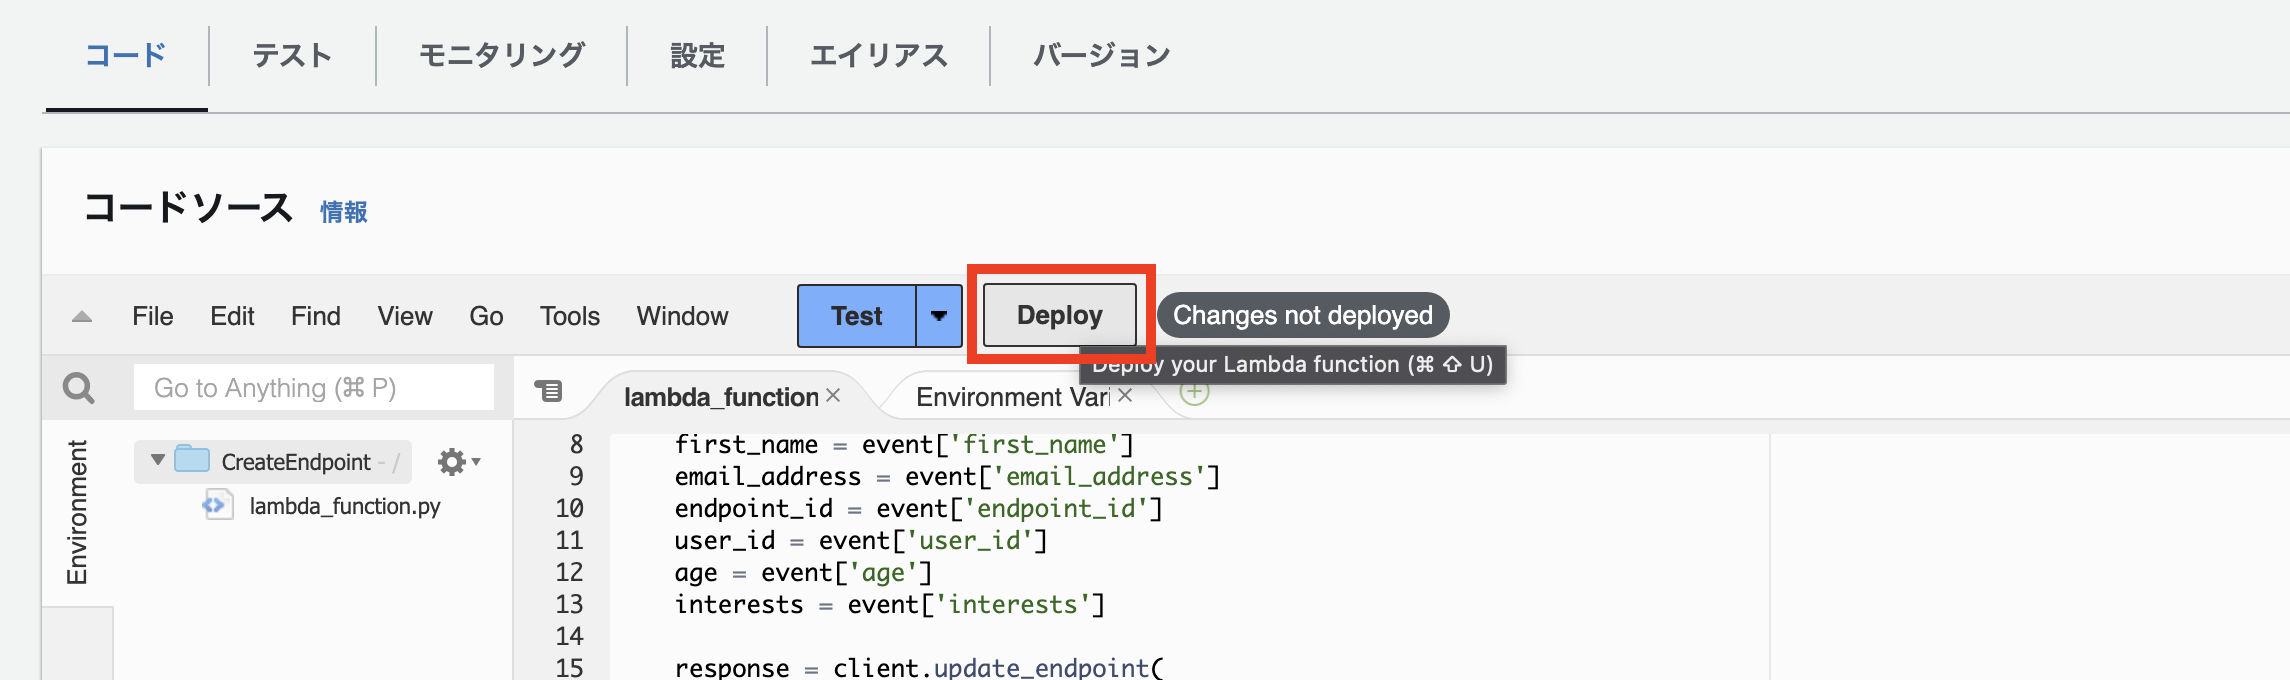 コード テスト モニタリング 設定 エイリアス バージョン
コードソース 情報
File Edit Find View Go Tools Window Test Deploy Changes not deployed
Deploy your Lambda function (⌘ ⇧ U)
Go to Anything (⌘ P)
lambda_function × Environment Vari ×
Environment
CreateEndpoint - /
lambda_function.py
8 first_name = event['first_name']
9 email_address = event['email_address']
10 endpoint_id = event['endpoint_id']
11 user_id = event['user_id']
12 age = event['age']
13 interests = event['interests']
14
15 response = client.update_endpoint(